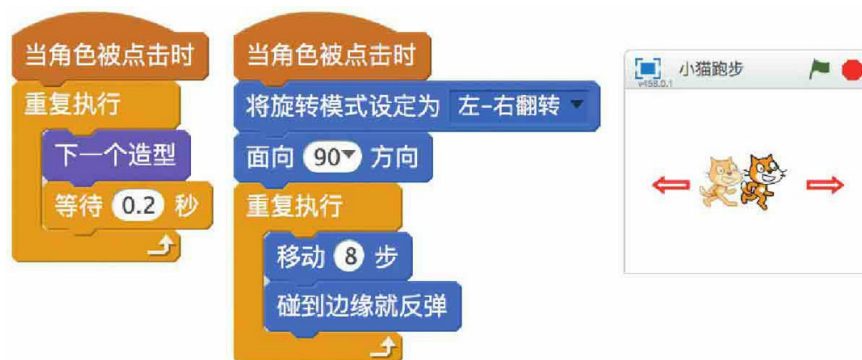 当角色被点击时
重复执行
下一个造型
等待 0.2 秒
当角色被点击时
将旋转模式设定为 左-右翻转
面向 90 方向
重复执行
移动 8 步
碰到边缘就反弹
小猫跑步
v458.0.1